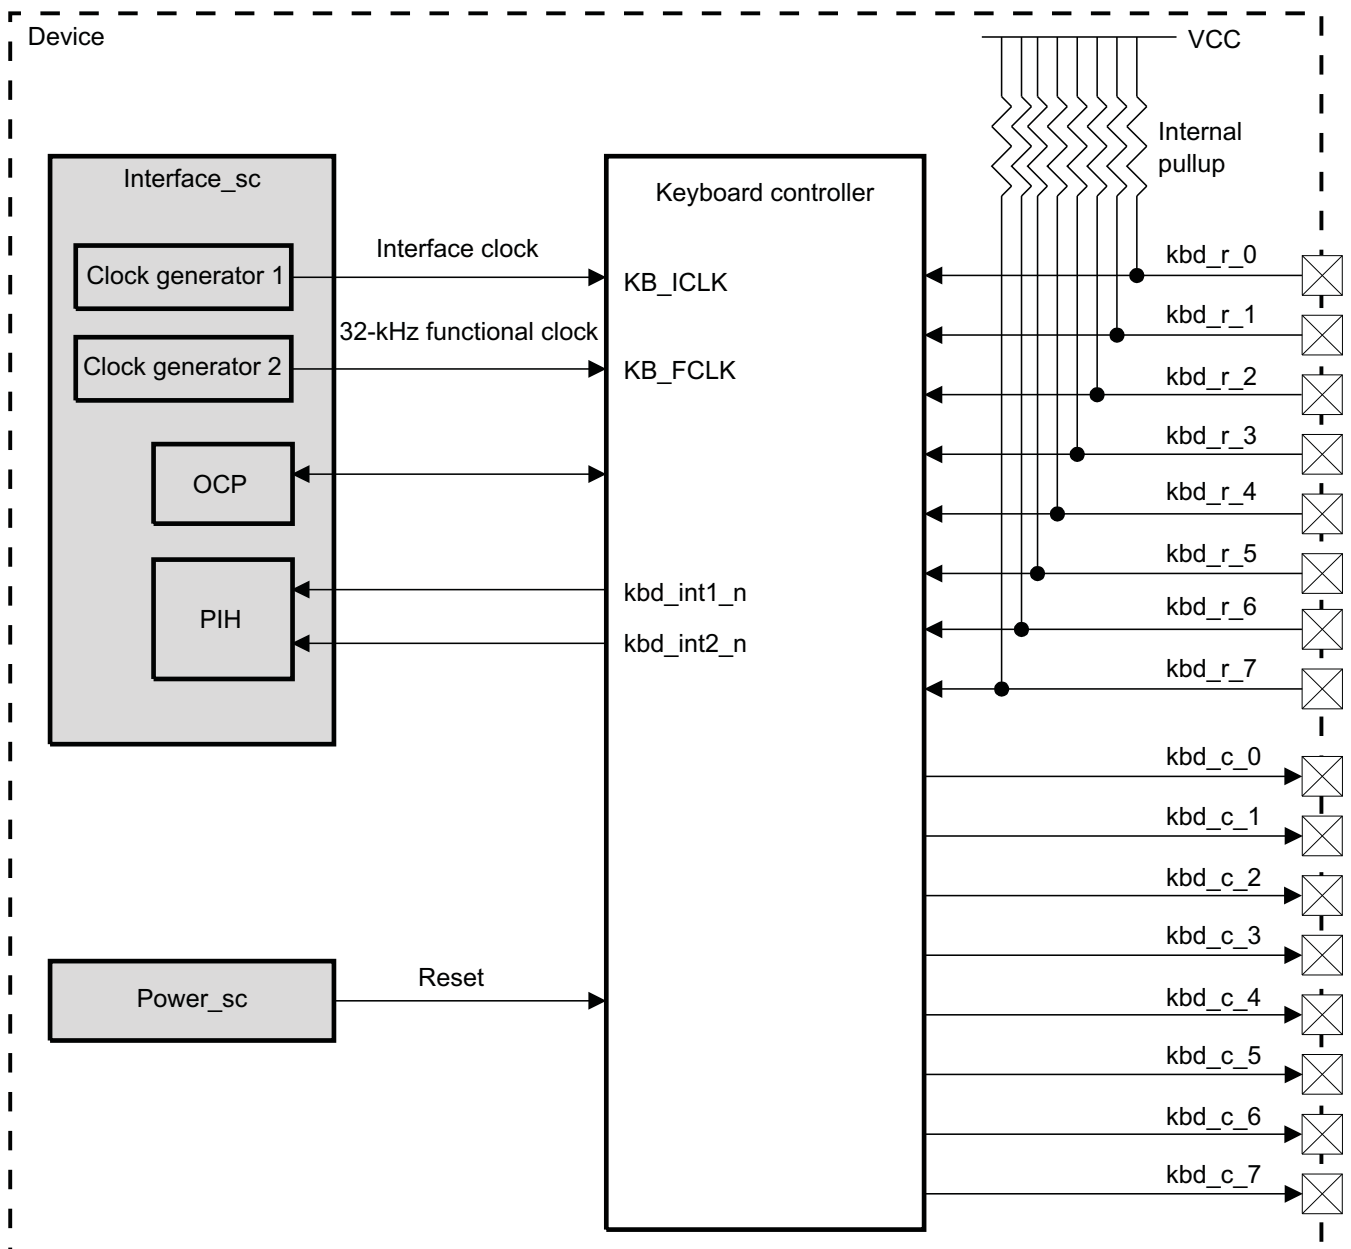 Device
VCC
Internal
pullup
Interface_sc
Clock generator 1
Clock generator 2
OCP
PIH
Interface clock
32-kHz functional clock
Keyboard controller
KB_ICLK
KB_FCLK
kbd_int1_n
kbd_int2_n
kbd_r_0
kbd_r_1
kbd_r_2
kbd_r_3
kbd_r_4
kbd_r_5
kbd_r_6
kbd_r_7
kbd_c_0
kbd_c_1
kbd_c_2
kbd_c_3
kbd_c_4
kbd_c_5
kbd_c_6
kbd_c_7
Power_sc
Reset